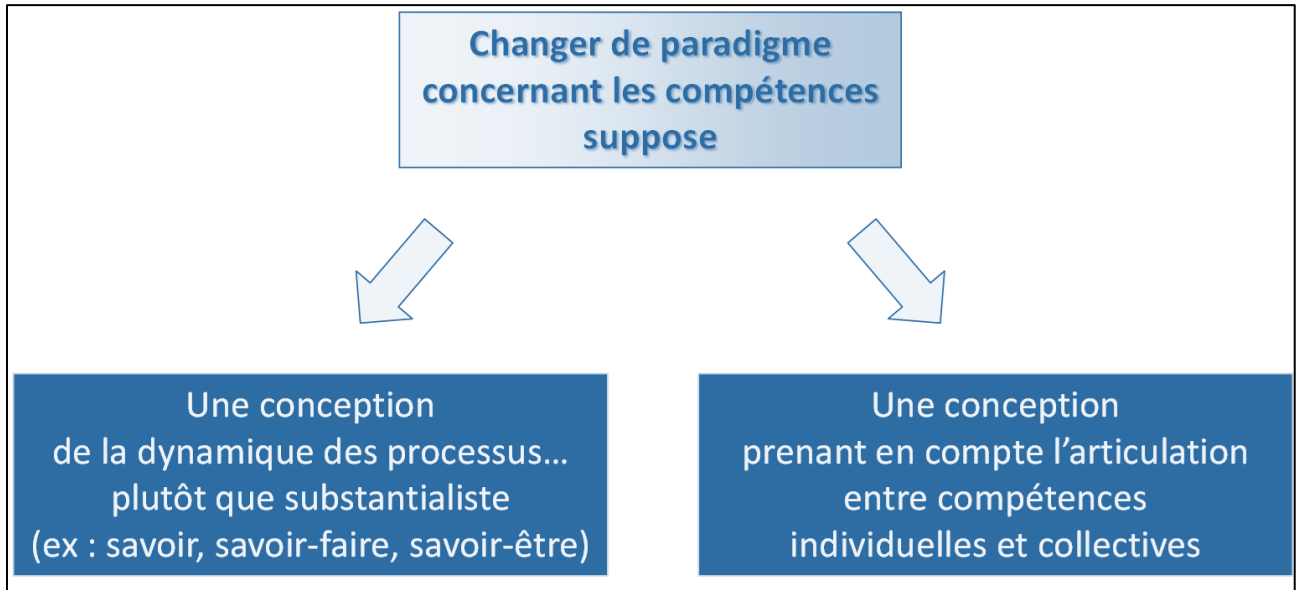 Changer de paradigme
concernant les compétences
suppose
Une conception
de la dynamique des processus…
plutôt que substantialiste
(ex : savoir, savoir-faire, savoir-être)
Une conception
prenant en compte l’articulation
entre compétences
individuelles et collectives